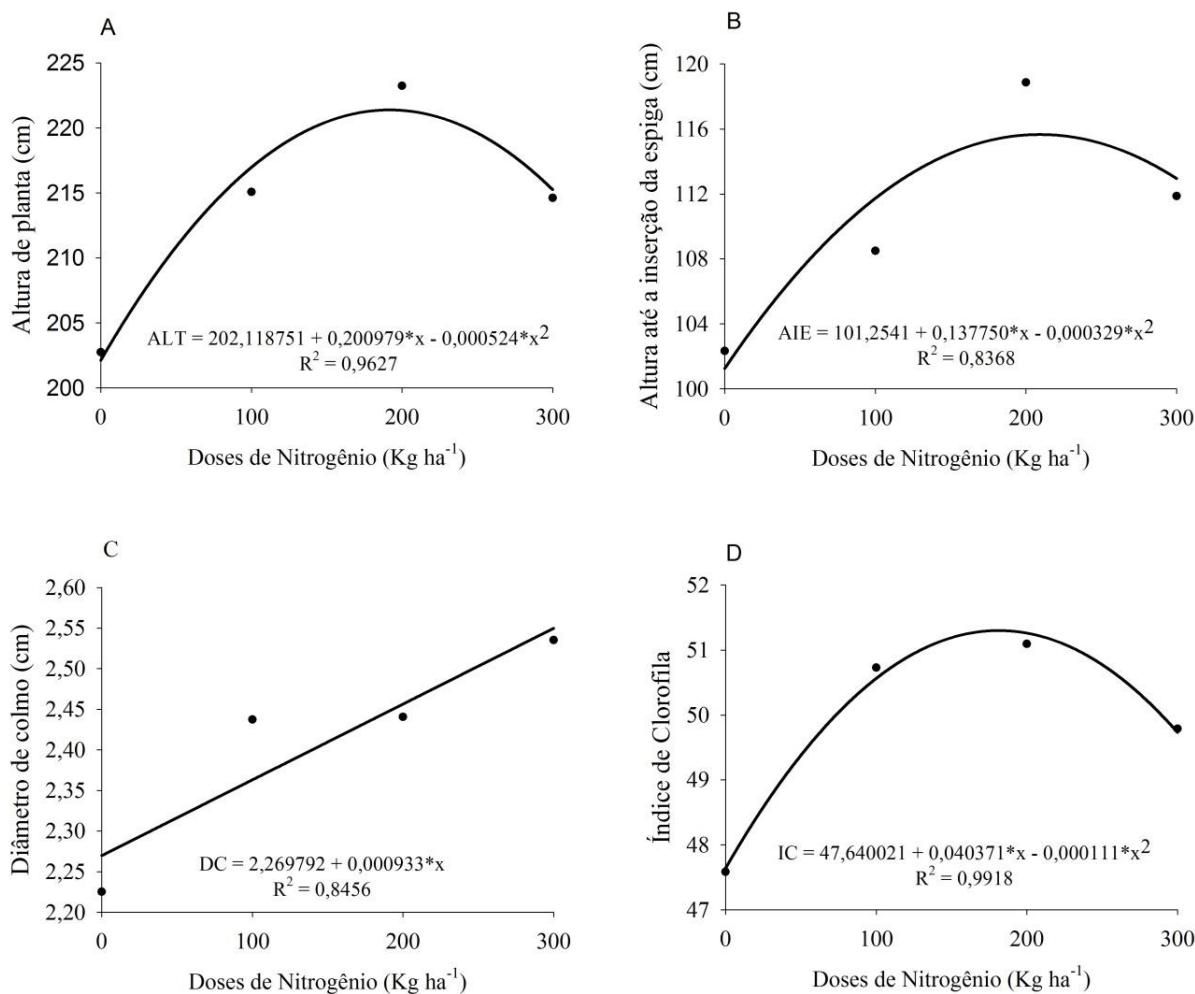 A
Altura de planta (cm)
225
220
215
210
205
200
ALT = 202,118751 + 0,200979*x - 0,000524*x²
R² = 0,9627
0
100
200
300
Doses de Nitrogênio (Kg ha⁻¹)
B
Altura até a inserção da espiga (cm)
120
116
112
108
104
100
AIE = 101,2541 + 0,137750*x - 0,000329*x²
R² = 0,8368
0
100
200
300
Doses de Nitrogênio (Kg ha⁻¹)
C
Diâmetro de colmo (cm)
2,60
2,55
2,50
2,45
2,40
2,35
2,30
2,25
2,20
DC = 2,269792 + 0,000933*x
R² = 0,8456
0
100
200
300
Doses de Nitrogênio (Kg ha⁻¹)
D
Índice de Clorofila
52
51
50
49
48
47
IC = 47,640021 + 0,040371*x - 0,000111*x²
R² = 0,9918
0
100
200
300
Doses de Nitrogênio (Kg ha⁻¹)